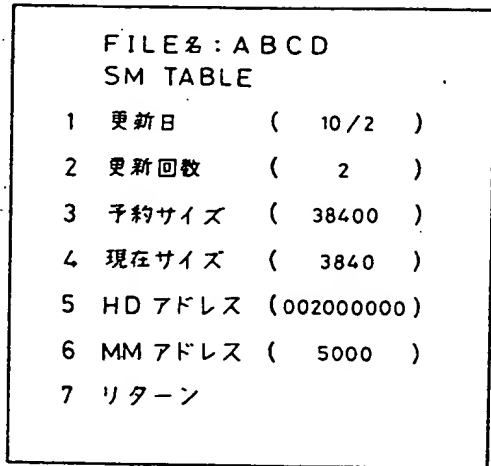 FILE名:ABCD
SM TABLE
1 更新日 ( 10/2 )
2 更新回数 ( 2 )
3 予約サイズ ( 38400 )
4 現在サイズ ( 3840 )
5 HDアドレス (002000000)
6 MMアドレス ( 5000 )
7 リターン